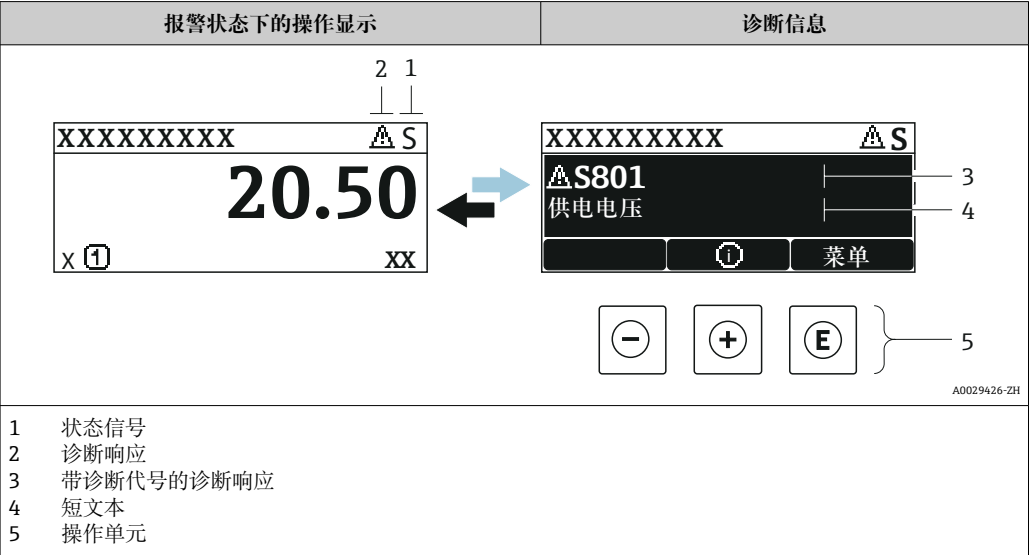 报警状态下的操作显示 诊断信息
2 1
XXXXXXXXX ⚠ S XXXXXXXXX ⚠ S
20.50 ⚠S801 3
供电电压 4
X 1 XX i 菜单
− + E 5
A0029426-ZH
1 状态信号
2 诊断响应
3 带诊断代号的诊断响应
4 短文本
5 操作单元